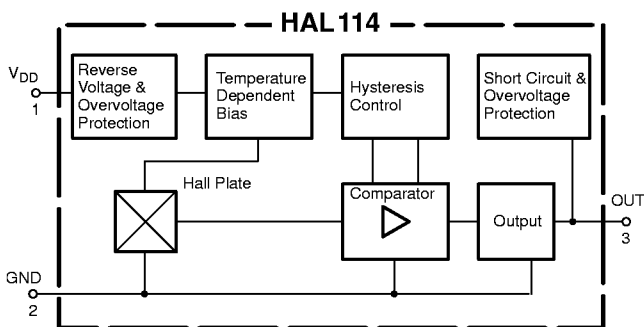 HAL 114
V_DD
1
Reverse
Voltage &
Overvoltage
Protection
Temperature
Dependent
Bias
Hysteresis
Control
Short Circuit &
Overvoltage
Protection
Hall Plate
Comparator
Output
OUT
3
GND
2